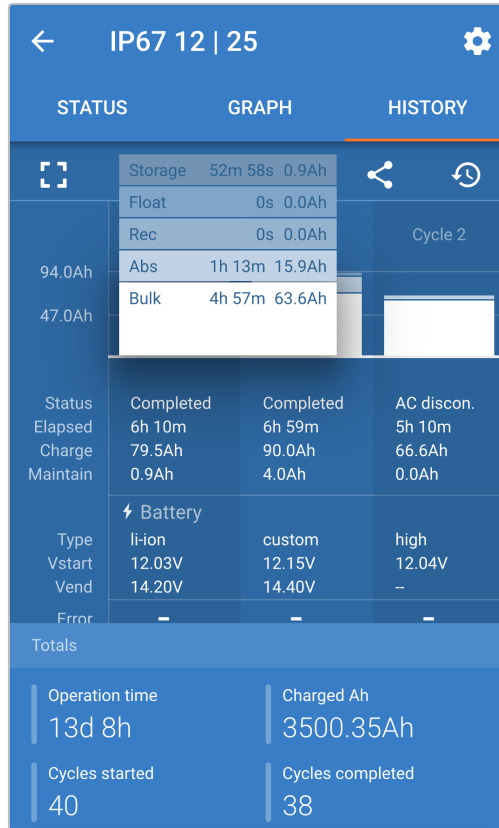 IP67 12 | 25
STATUS GRAPH HISTORY
Storage 52m 58s 0.9Ah
Float 0s 0.0Ah
Rec 0s 0.0Ah
Cycle 2
Abs 1h 13m 15.9Ah
94.0Ah
Bulk 4h 57m 63.6Ah
47.0Ah
Status Completed Completed AC discon.
Elapsed 6h 10m 6h 59m 5h 10m
Charge 79.5Ah 90.0Ah 66.6Ah
Maintain 0.9Ah 4.0Ah 0.0Ah
Battery
Type li-ion custom high
Vstart 12.03V 12.15V 12.04V
Vend 14.20V 14.40V --
Error – – –
Totals
Operation time Charged Ah
13d 8h 3500.35Ah
Cycles started Cycles completed
40 38